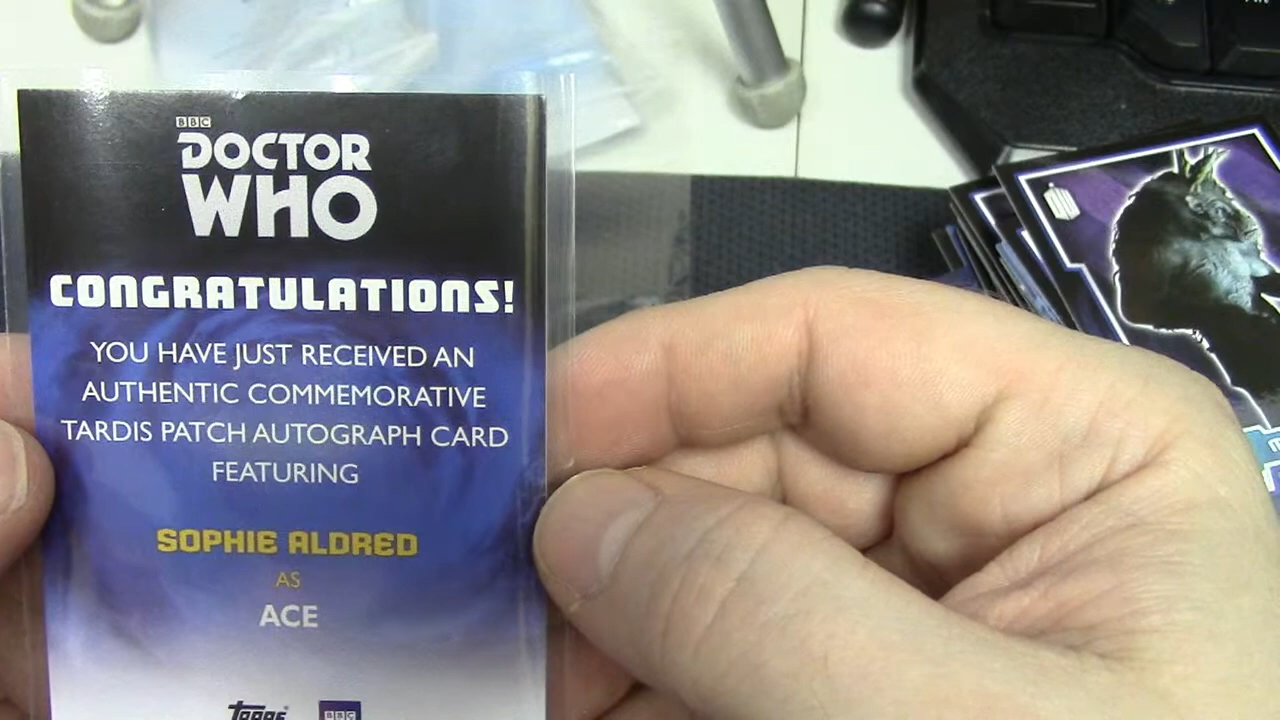 BBC
DOCTOR
WHO
CONGRATULATIONS!
YOU HAVE JUST RECEIVED AN
AUTHENTIC COMMEMORATIVE
TARDIS PATCH AUTOGRAPH CARD
FEATURING
SOPHIE ALDRED
AS
ACE
TOPPS
BBC